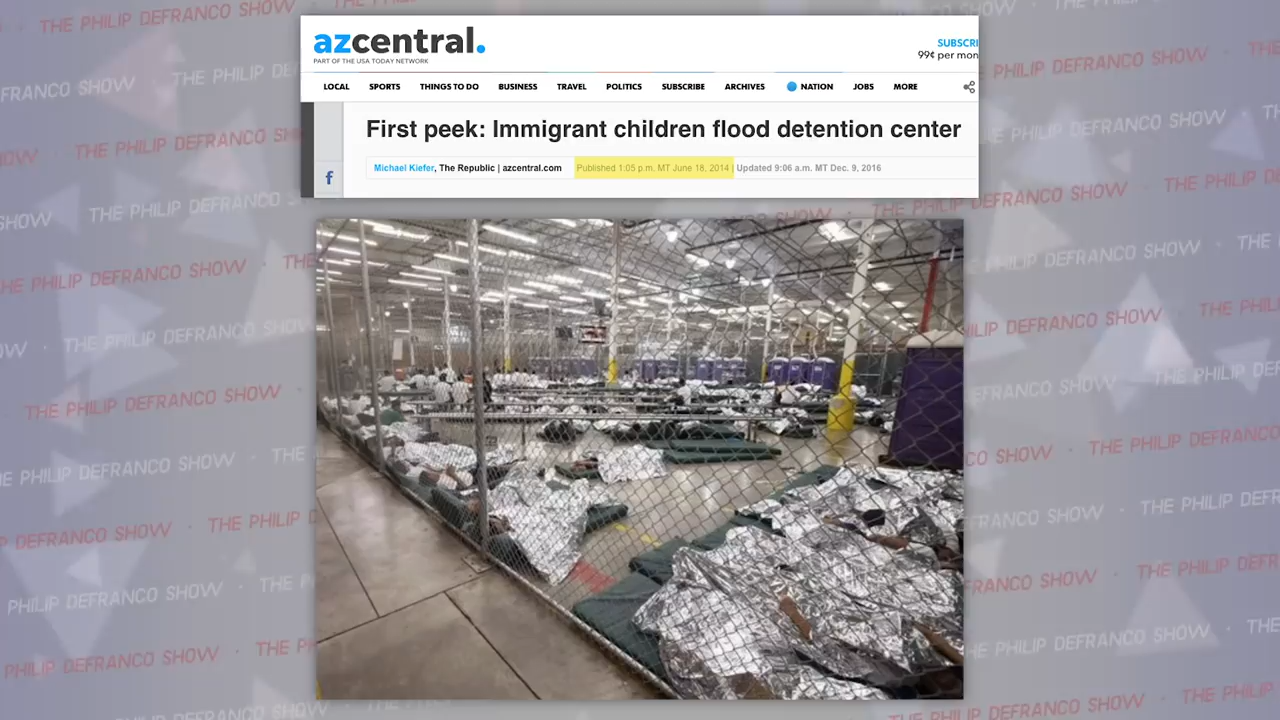 azcentral.
PART OF THE USA TODAY NETWORK
SUBSCRI
99¢ per mon
LOCAL SPORTS THINGS TO DO BUSINESS TRAVEL POLITICS SUBSCRIBE ARCHIVES NATION JOBS MORE
First peek: Immigrant children flood detention center
f
Michael Kiefer, The Republic | azcentral.com Published 1:05 p.m. MT June 18, 2014 | Updated 9:06 a.m. MT Dec. 9, 2016
THE PHILIP DEFRANCO SHOW